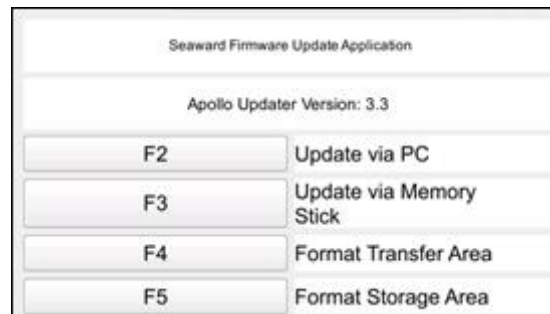 Seaward Firmware Update Application
Apollo Updater Version: 3.3
F2 Update via PC
F3 Update via Memory
Stick
F4 Format Transfer Area
F5 Format Storage Area